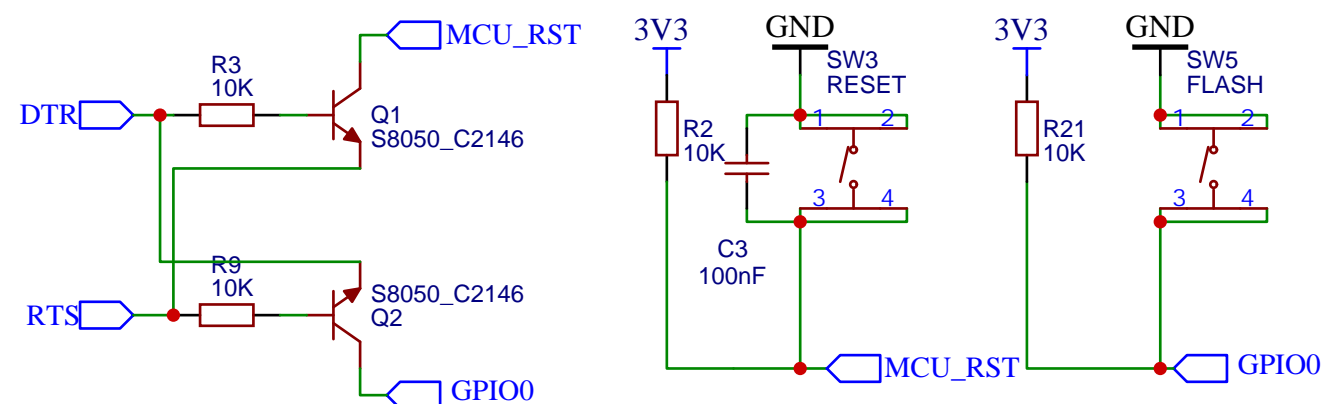 MCU_RST
R3
10K
DTR
Q1
S8050_C2146
R9
10K
RTS
S8050_C2146
Q2
GPIO0
3V3
GND
SW3
RESET
R2
10K
1 2
3 4
C3
100nF
MCU_RST
3V3
GND
SW5
FLASH
R21
10K
1 2
3 4
GPIO0